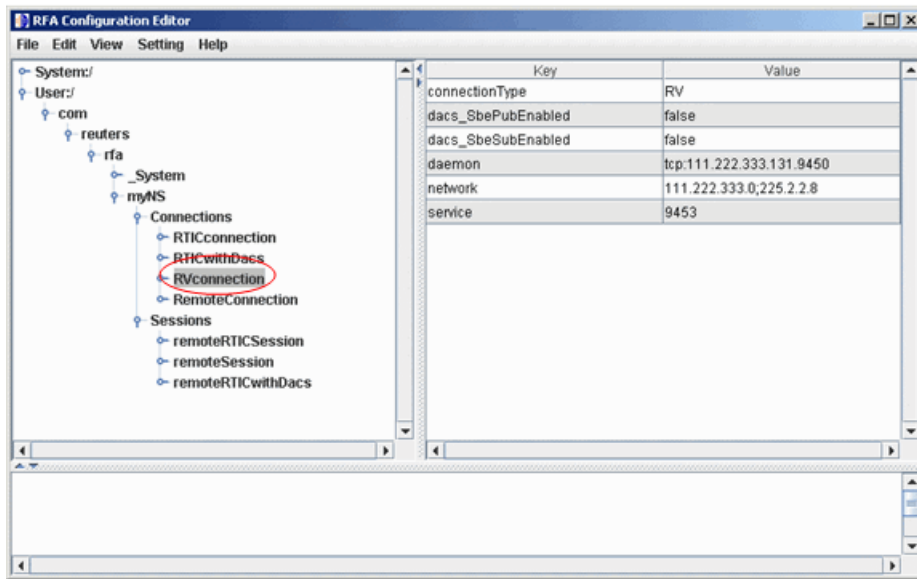 RFA Configuration Editor
File Edit View Setting Help
System:/
User:/
com
reuters
rfa
_System
myNS
Connections
RTICconnection
RTICwithDacs
RVconnection
RemoteConnection
Sessions
remoteRTICSession
remoteSession
remoteRTICwithDacs
Key Value
connectionType RV
dacs_SbePubEnabled false
dacs_SbeSubEnabled false
daemon tcp:111.222.333.131.9450
network 111.222.333.0;225.2.2.8
service 9453